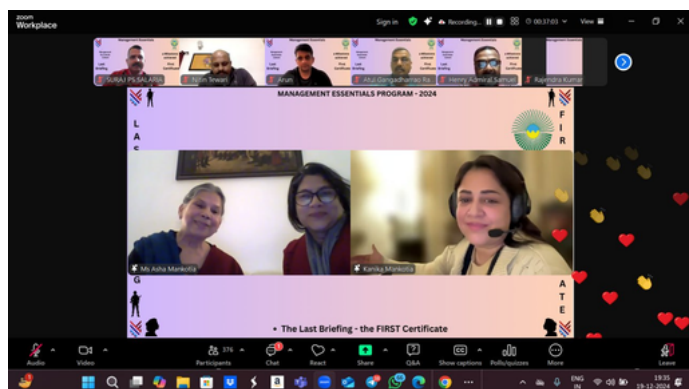 zoom
Workplace
Sign in
Recording...
00:37:03
View
SURAJ PS SALARIA
Nitin Tewari
Arun
Atul Gangadharrao Ra
Henry Admiral Samuel
Rajendra Kumar
MANAGEMENT ESSENTIALS PROGRAM - 2024
L
A
F
I
R
Ms Asha Mankotia
Kanika Mankotia
G
A
T
E
• The Last Briefing - the FIRST Certificate
Audio
Video
376
Participants
Chat
React
Share
Q&A
Show captions
Polls/quizzes
More
Leave
ENG
IN
19:35
19-12-2024